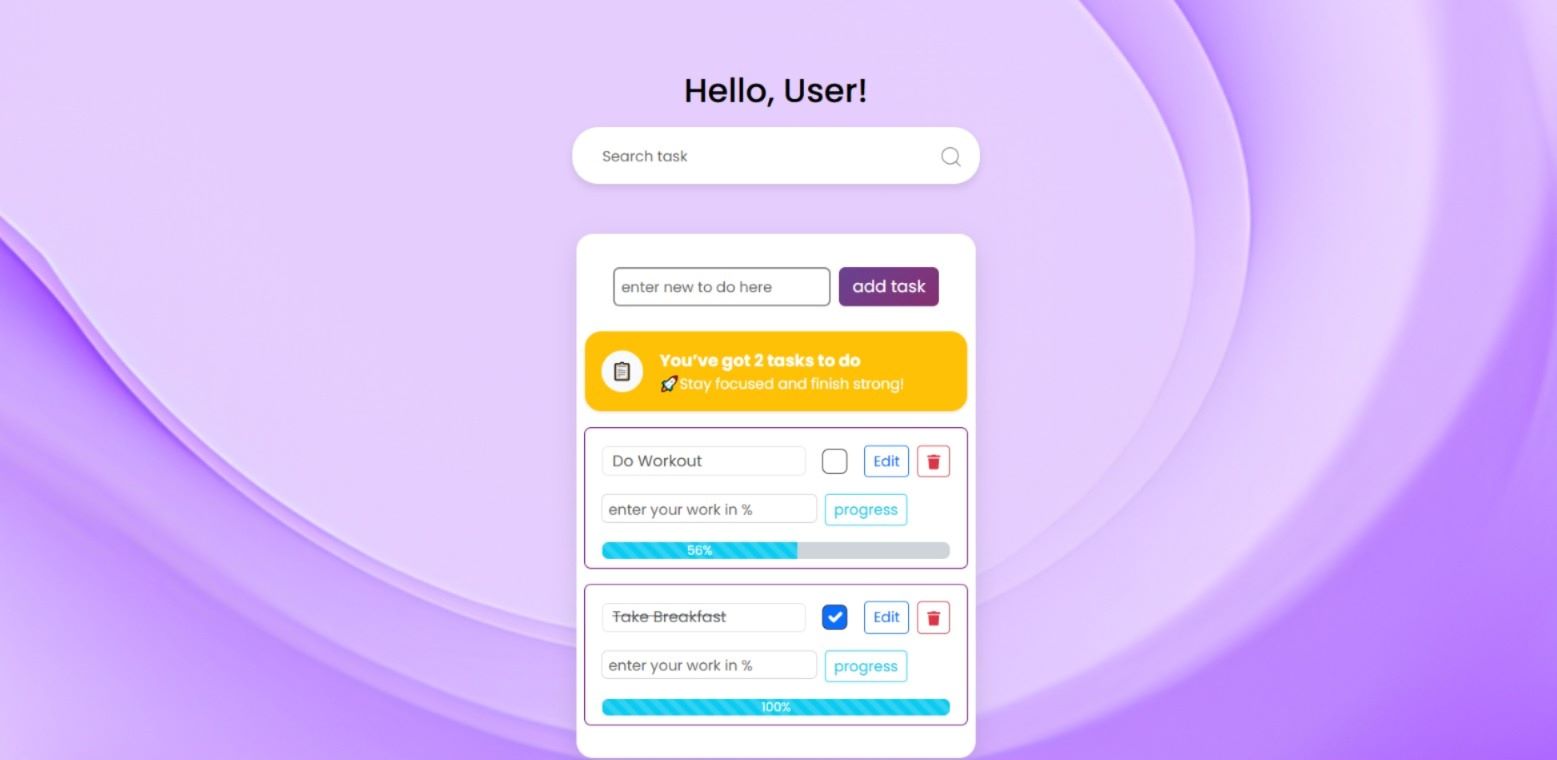 Hello, User!
Search task
enter new to do here
add task
You've got 2 tasks to do
🚀Stay focused and finish strong!
Do Workout
Edit
enter your work in %
progress
56%
Take Breakfast
Edit
enter your work in %
progress
100%